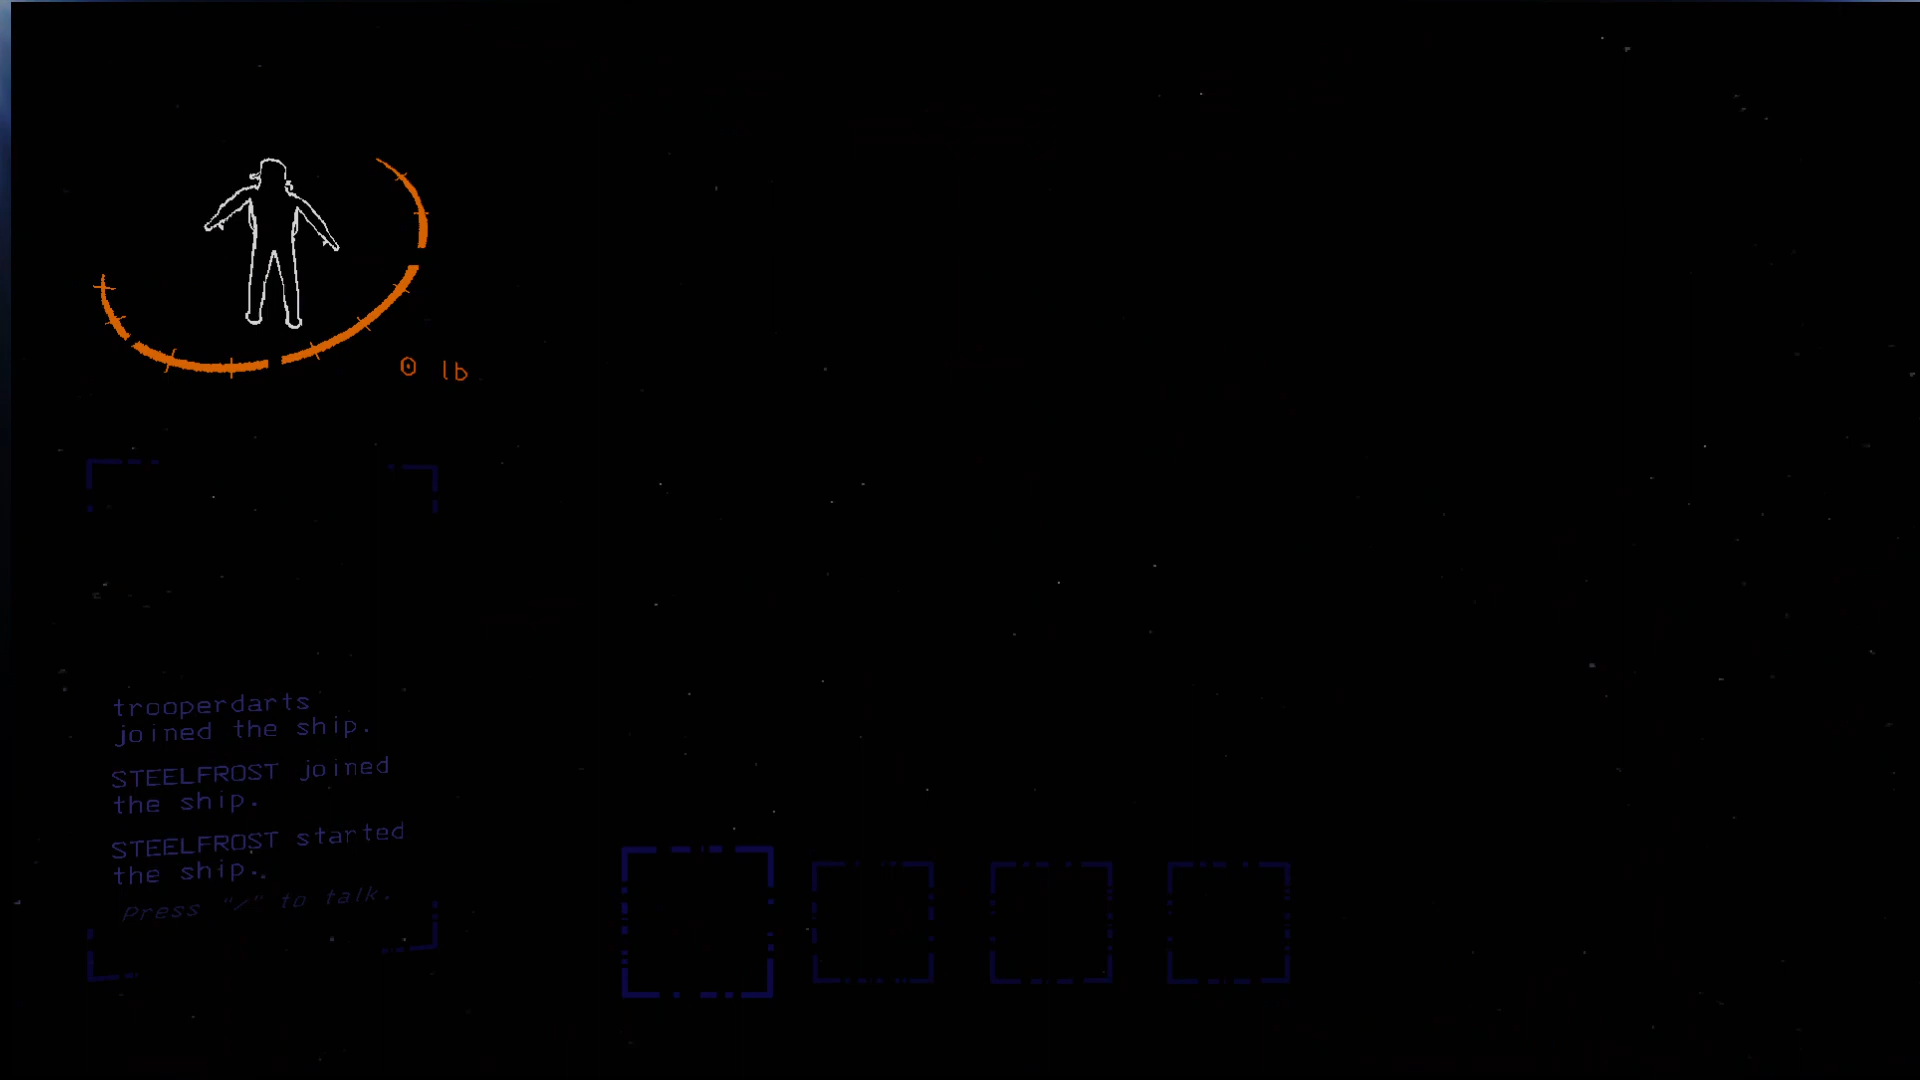 0 lb
trooperdarts
joined the ship.
STEELFROST joined
the ship.
STEELFROST started
the ship.
Press "/" to talk.